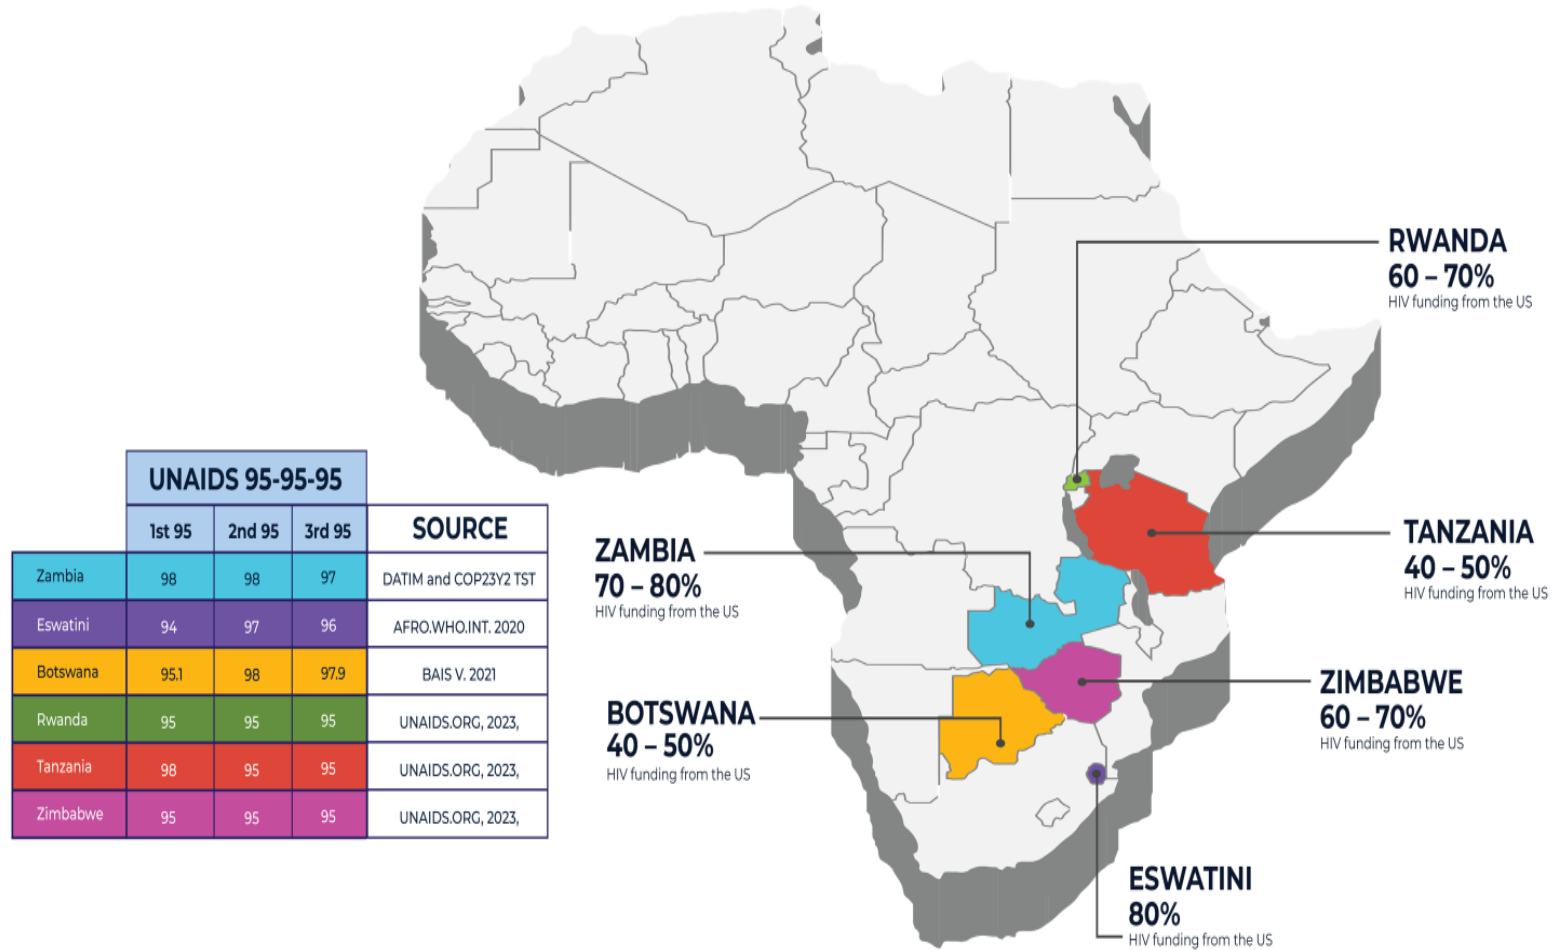 UNAIDS 95-95-95
1st 95 2nd 95 3rd 95 SOURCE
Zambia 98 98 97 DATIM and COP23Y2 TST
Eswatini 94 97 96 AFRO.WHO.INT. 2020
Botswana 95.1 98 97.9 BAIS V. 2021
Rwanda 95 95 95 UNAIDS.ORG, 2023,
Tanzania 98 95 95 UNAIDS.ORG, 2023,
Zimbabwe 95 95 95 UNAIDS.ORG, 2023,
RWANDA
60 – 70%
HIV funding from the US
TANZANIA
40 – 50%
HIV funding from the US
ZAMBIA
70 – 80%
HIV funding from the US
ZIMBABWE
60 – 70%
HIV funding from the US
BOTSWANA
40 – 50%
HIV funding from the US
ESWATINI
80%
HIV funding from the US